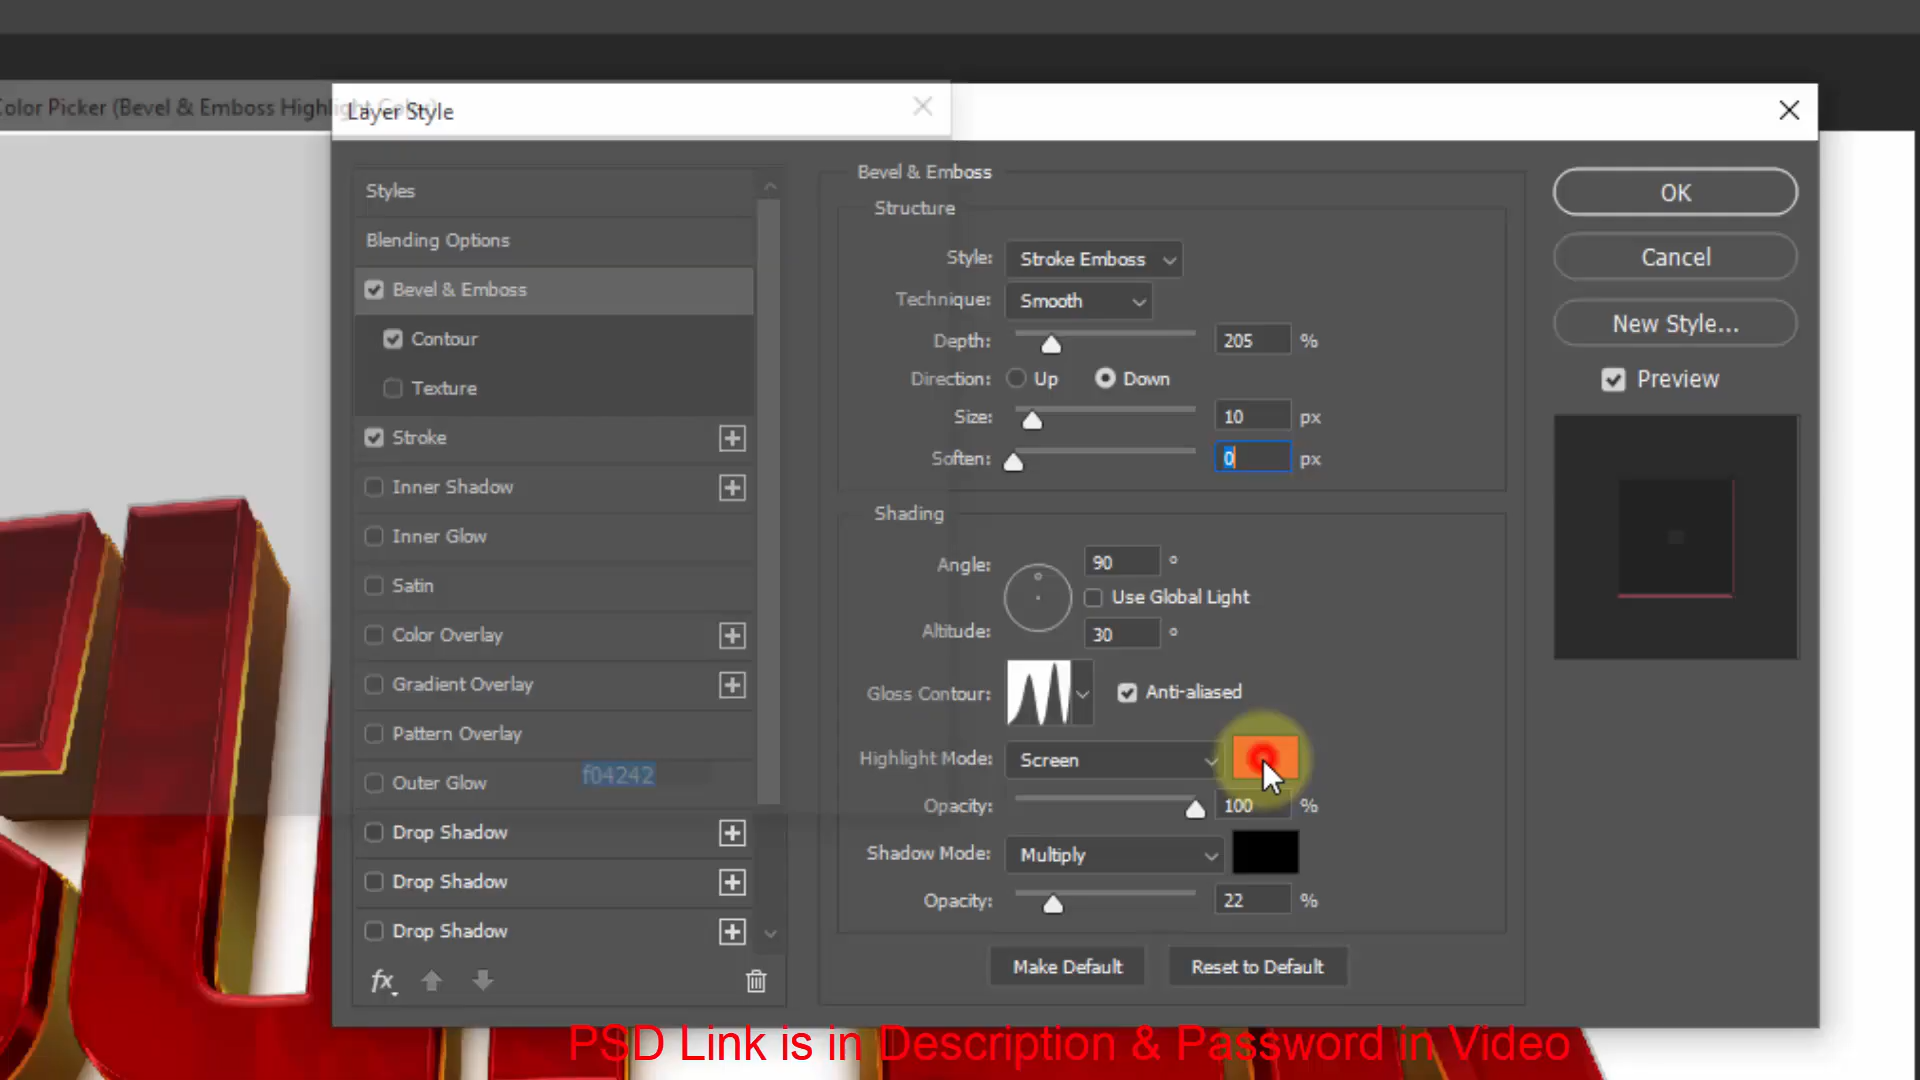 Color Picker (Bevel & Emboss Highlight Color)
Layer Style
Styles
Blending Options
Bevel & Emboss
Contour
Texture
Stroke
Inner Shadow
Inner Glow
Satin
Color Overlay
Gradient Overlay
Pattern Overlay
Outer Glow
f04242
Drop Shadow
Drop Shadow
Drop Shadow
fx
Bevel & Emboss
Structure
Style: Stroke Emboss
Technique: Smooth
Depth: 205 %
Direction: Up Down
Size: 10 px
Soften: 0 px
Shading
Angle: 90 °
Use Global Light
Altitude: 30 °
Gloss Contour: Anti-aliased
Highlight Mode: Screen
Opacity: 100 %
Shadow Mode: Multiply
Opacity: 22 %
Make Default Reset to Default
OK
Cancel
New Style...
Preview
PSD Link is in Description & Password in Video